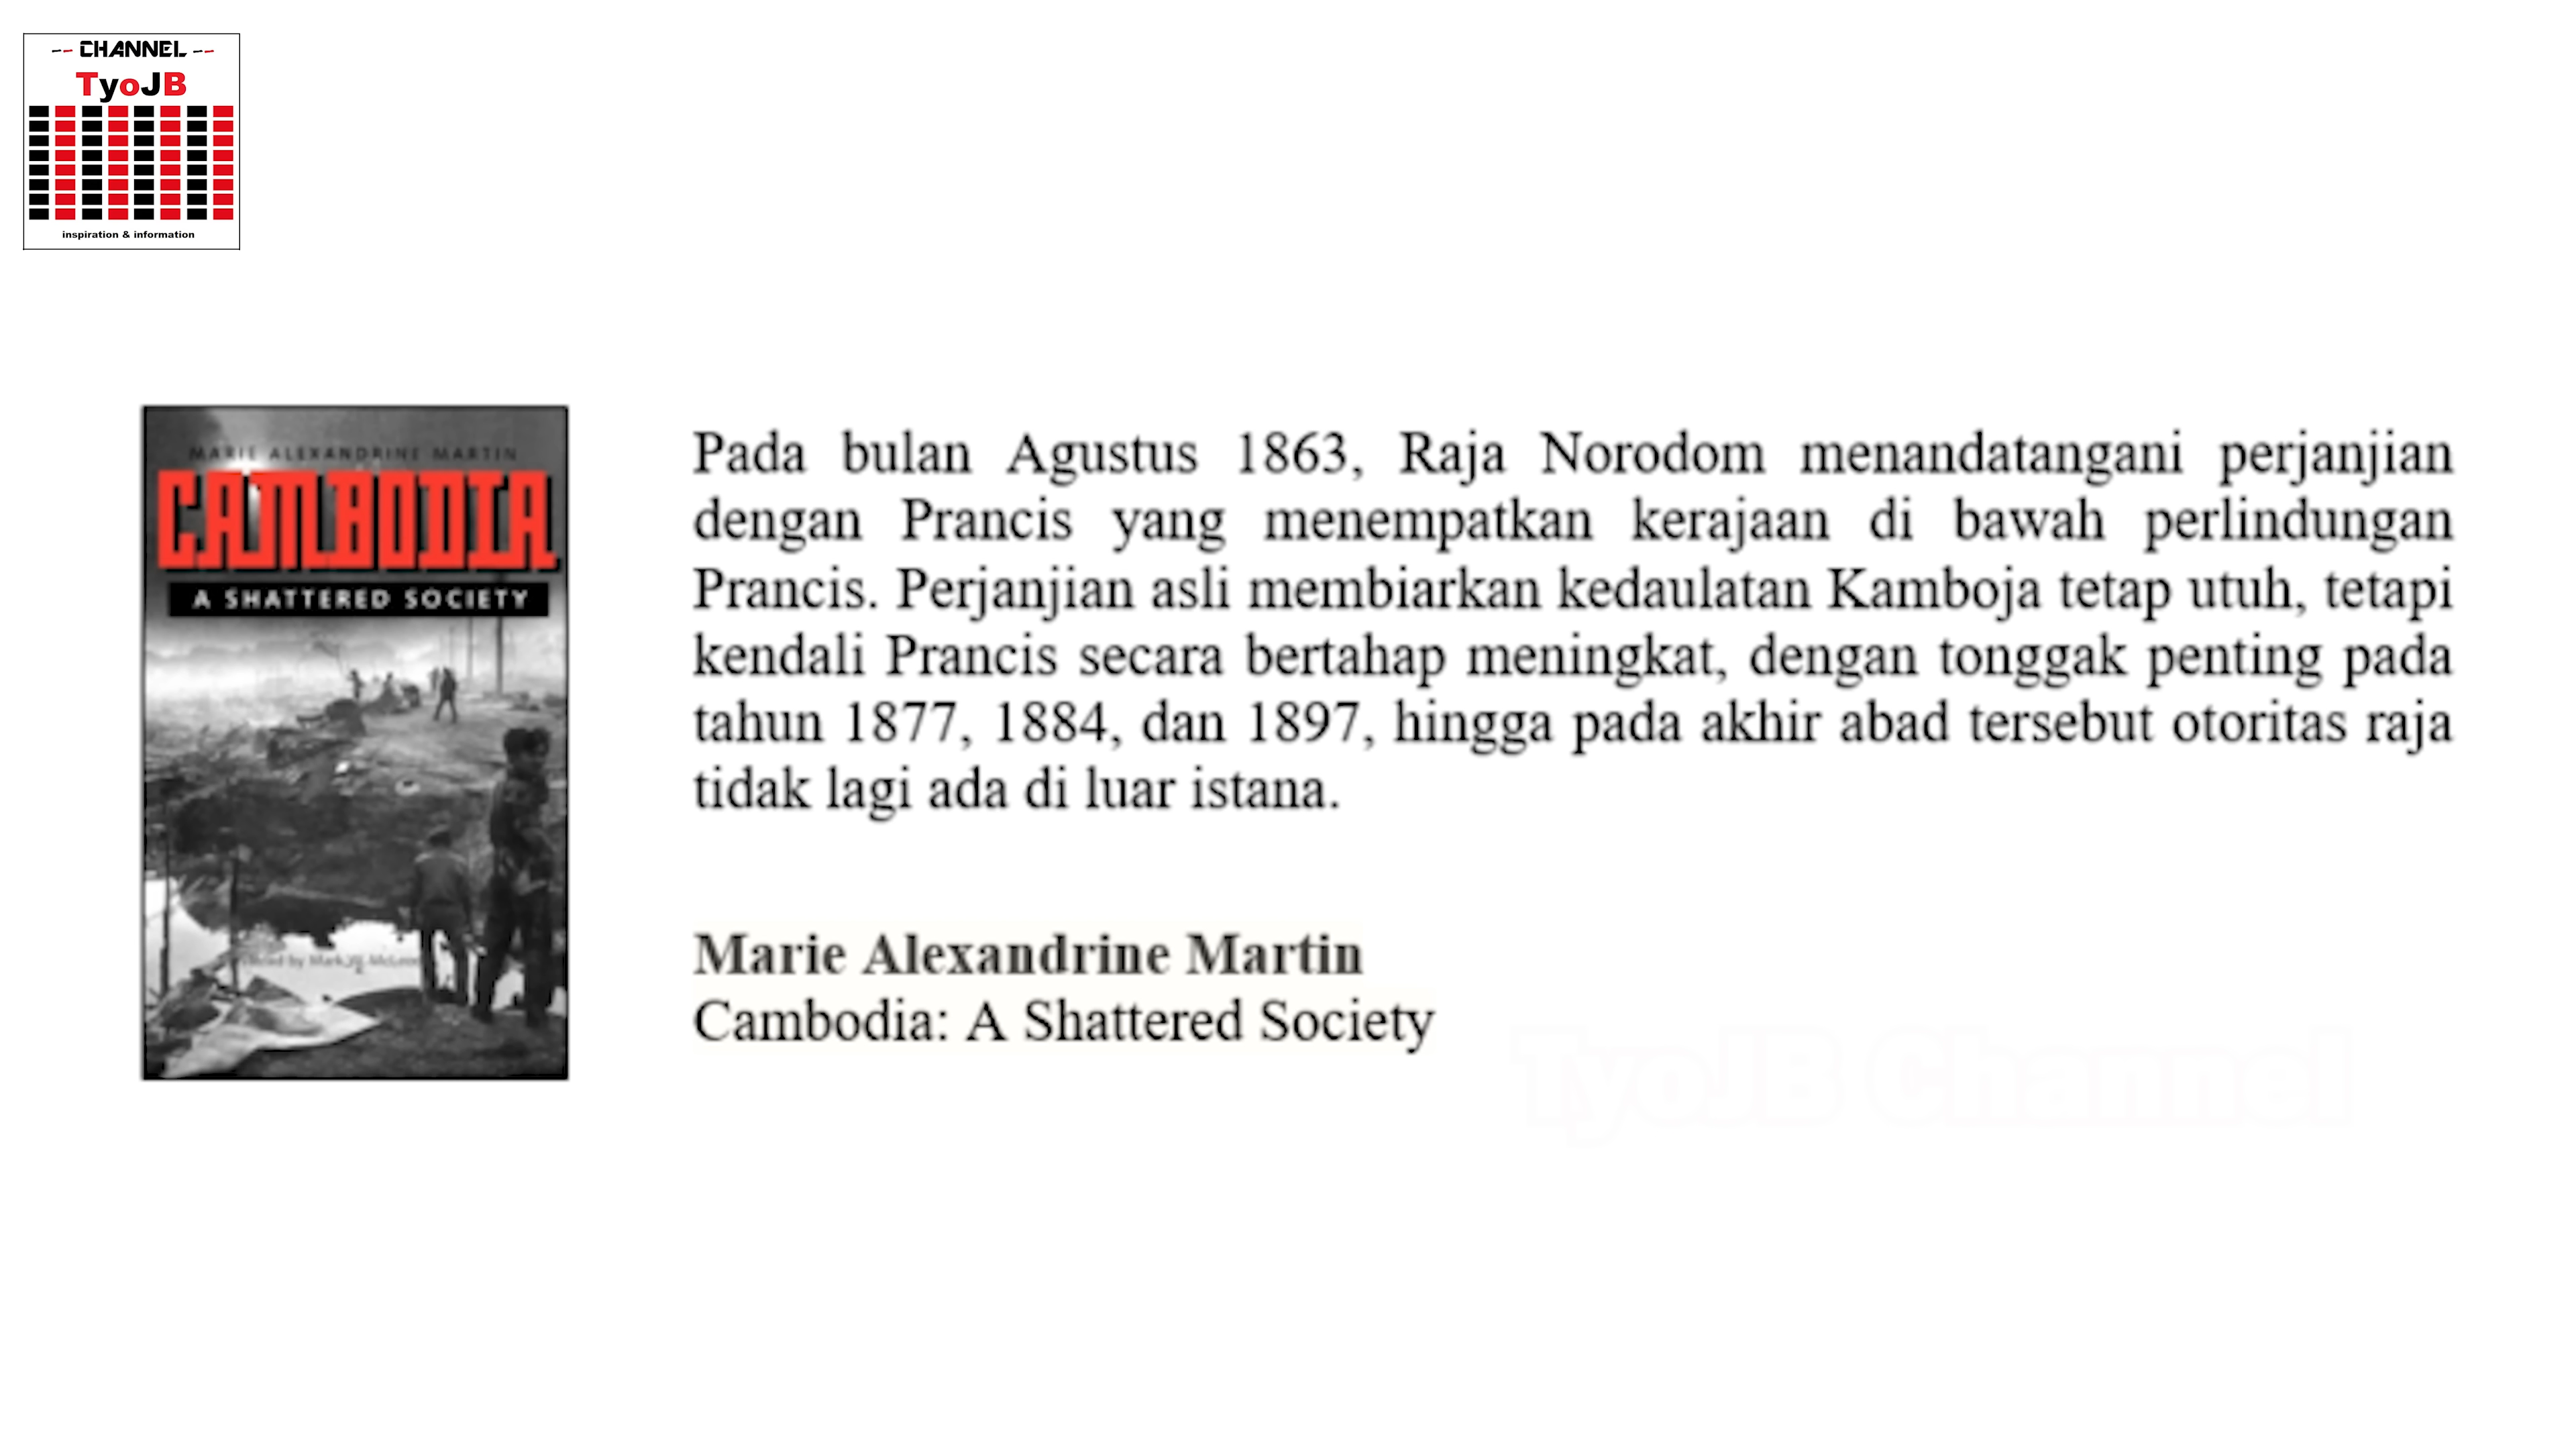 -- CHANNEL --
TyoJB
inspiration & information
MARIE ALEXANDRINE MARTIN
CAMBODIA
A SHATTERED SOCIETY
by Mark W. McLeod
Pada bulan Agustus 1863, Raja Norodom menandatangani perjanjian
dengan Prancis yang menempatkan kerajaan di bawah perlindungan
Prancis. Perjanjian asli membiarkan kedaulatan Kamboja tetap utuh, tetapi
kendali Prancis secara bertahap meningkat, dengan tonggak penting pada
tahun 1877, 1884, dan 1897, hingga pada akhir abad tersebut otoritas raja
tidak lagi ada di luar istana.
Marie Alexandrine Martin
Cambodia: A Shattered Society
TyoJB Channel